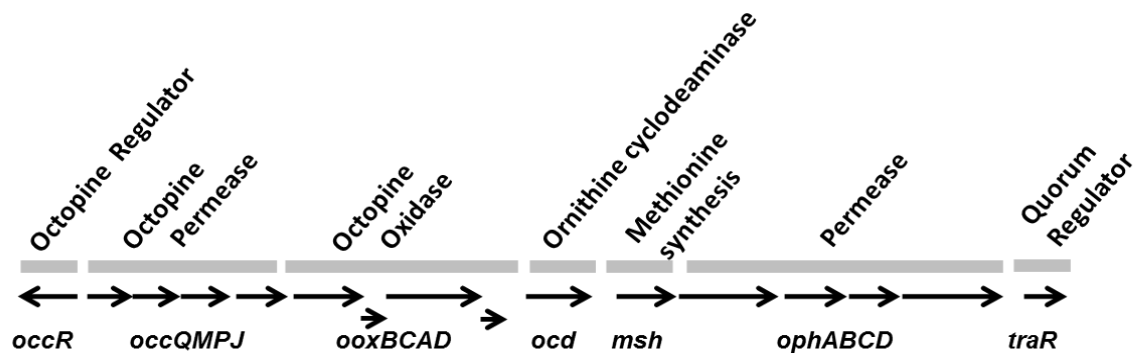 Octopine Regulator
Octopine
Permease
Octopine
Oxidase
Ornithine cyclodeaminase
Methionine
synthesis
Permease
Quorum
Regulator
occR
occQMPJ
ooxBCAD
ocd
msh
ophABCD
traR